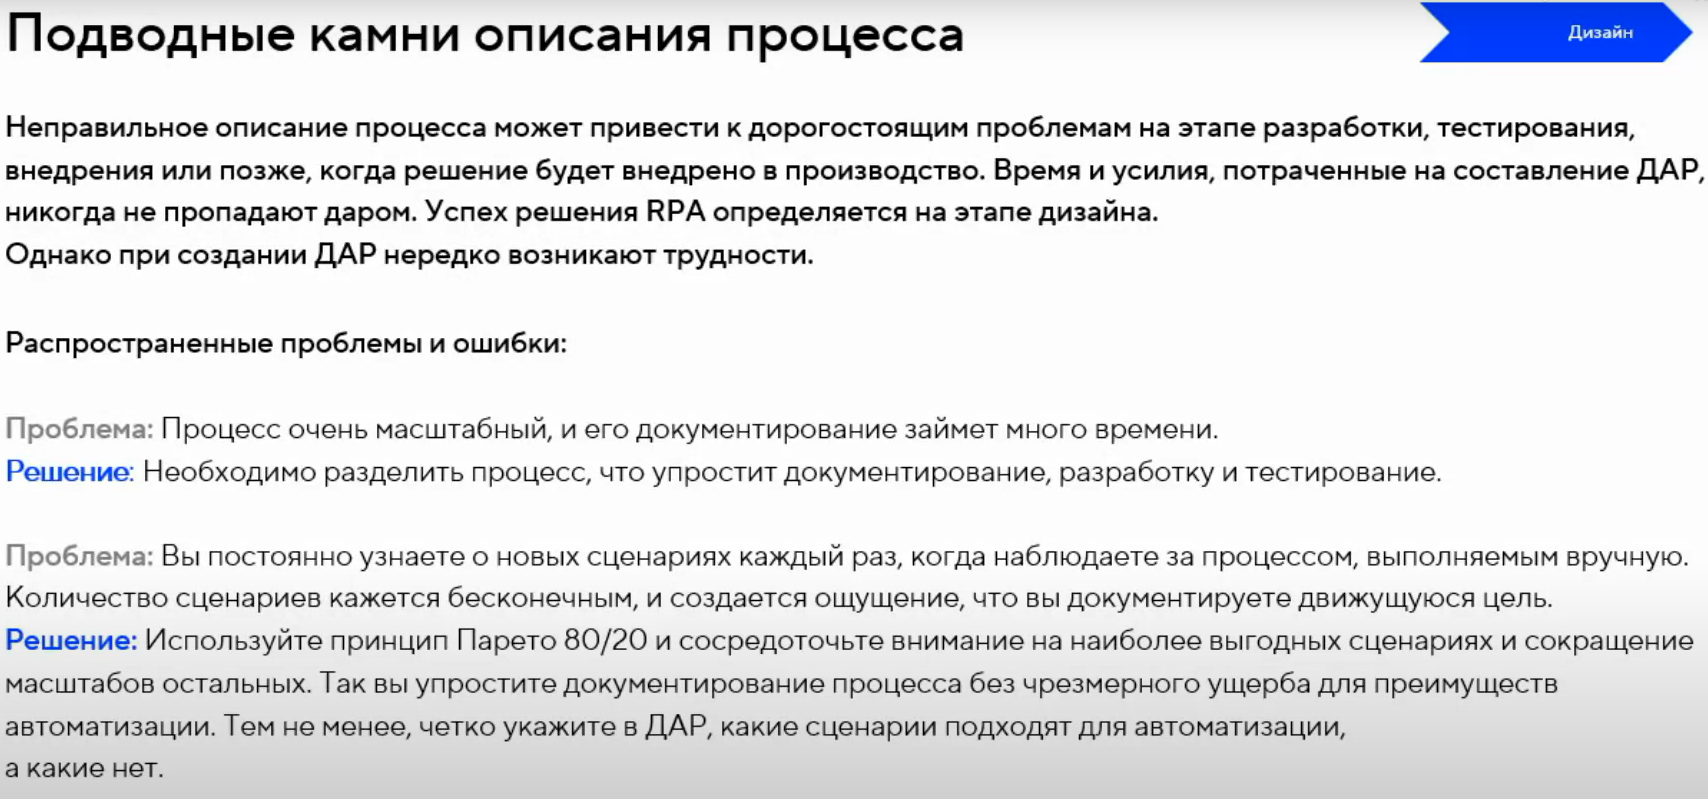 Подводные камни описания процесса
Дизайн
Неправильное описание процесса может привести к дорогостоящим проблемам на этапе разработки, тестирования,
внедрения или позже, когда решение будет внедрено в производство. Время и усилия, потраченные на составление ДАР,
никогда не пропадают даром. Успех решения RPA определяется на этапе дизайна.
Однако при создании ДАР нередко возникают трудности.
Распространенные проблемы и ошибки:
Проблема: Процесс очень масштабный, и его документирование займет много времени.
Решение: Необходимо разделить процесс, что упростит документирование, разработку и тестирование.
Проблема: Вы постоянно узнаете о новых сценариях каждый раз, когда наблюдаете за процессом, выполняемым вручную.
Количество сценариев кажется бесконечным, и создается ощущение, что вы документируете движущуюся цель.
Решение: Используйте принцип Парето 80/20 и сосредоточьте внимание на наиболее выгодных сценариях и сокращение
масштабов остальных. Так вы упростите документирование процесса без чрезмерного ущерба для преимуществ
автоматизации. Тем не менее, четко укажите в ДАР, какие сценарии подходят для автоматизации,
а какие нет.